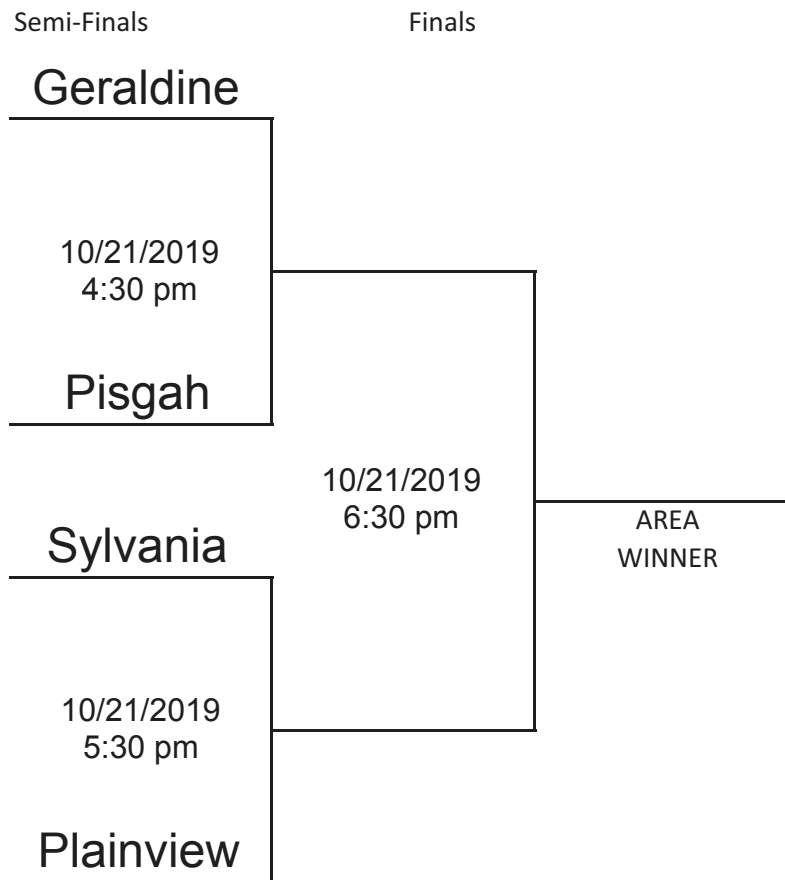 Semi-Finals
Finals
Geraldine
10/21/2019
4:30 pm
Pisgah
10/21/2019
6:30 pm
AREA
WINNER
Sylvania
10/21/2019
5:30 pm
Plainview